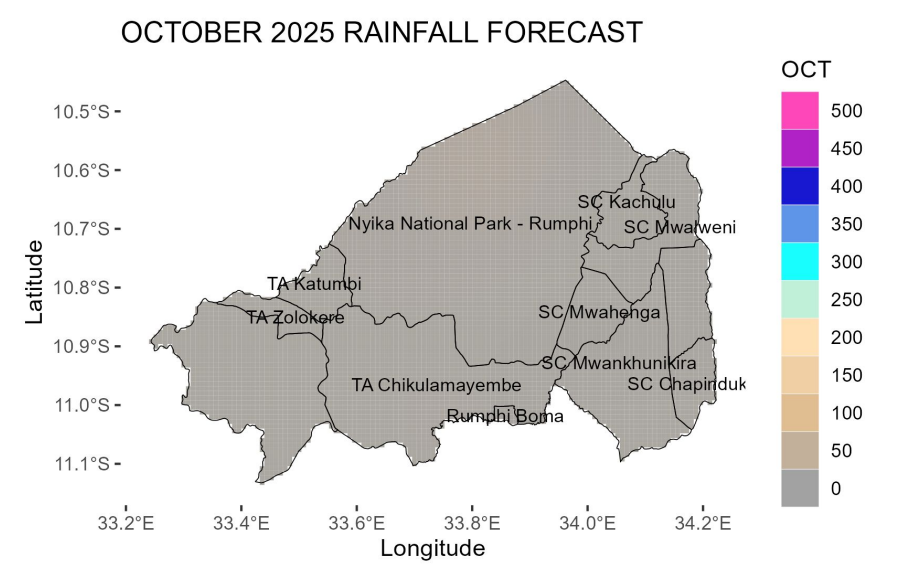 OCTOBER 2025 RAINFALL FORECAST
OCT
500
450
400
350
300
250
200
150
100
50
0
Latitude
10.5°S
10.6°S
10.7°S
10.8°S
10.9°S
11.0°S
11.1°S
SC Kachulu
Nyika National Park - Rumphi
SC Mwalweni
TA Katumbi
TA Zolokere
SC Mwahenga
SC Mwankhunikira
TA Chikulamayembe
SC Chapinduk
Rumphi Boma
33.2°E 33.4°E 33.6°E 33.8°E 34.0°E 34.2°E
Longitude